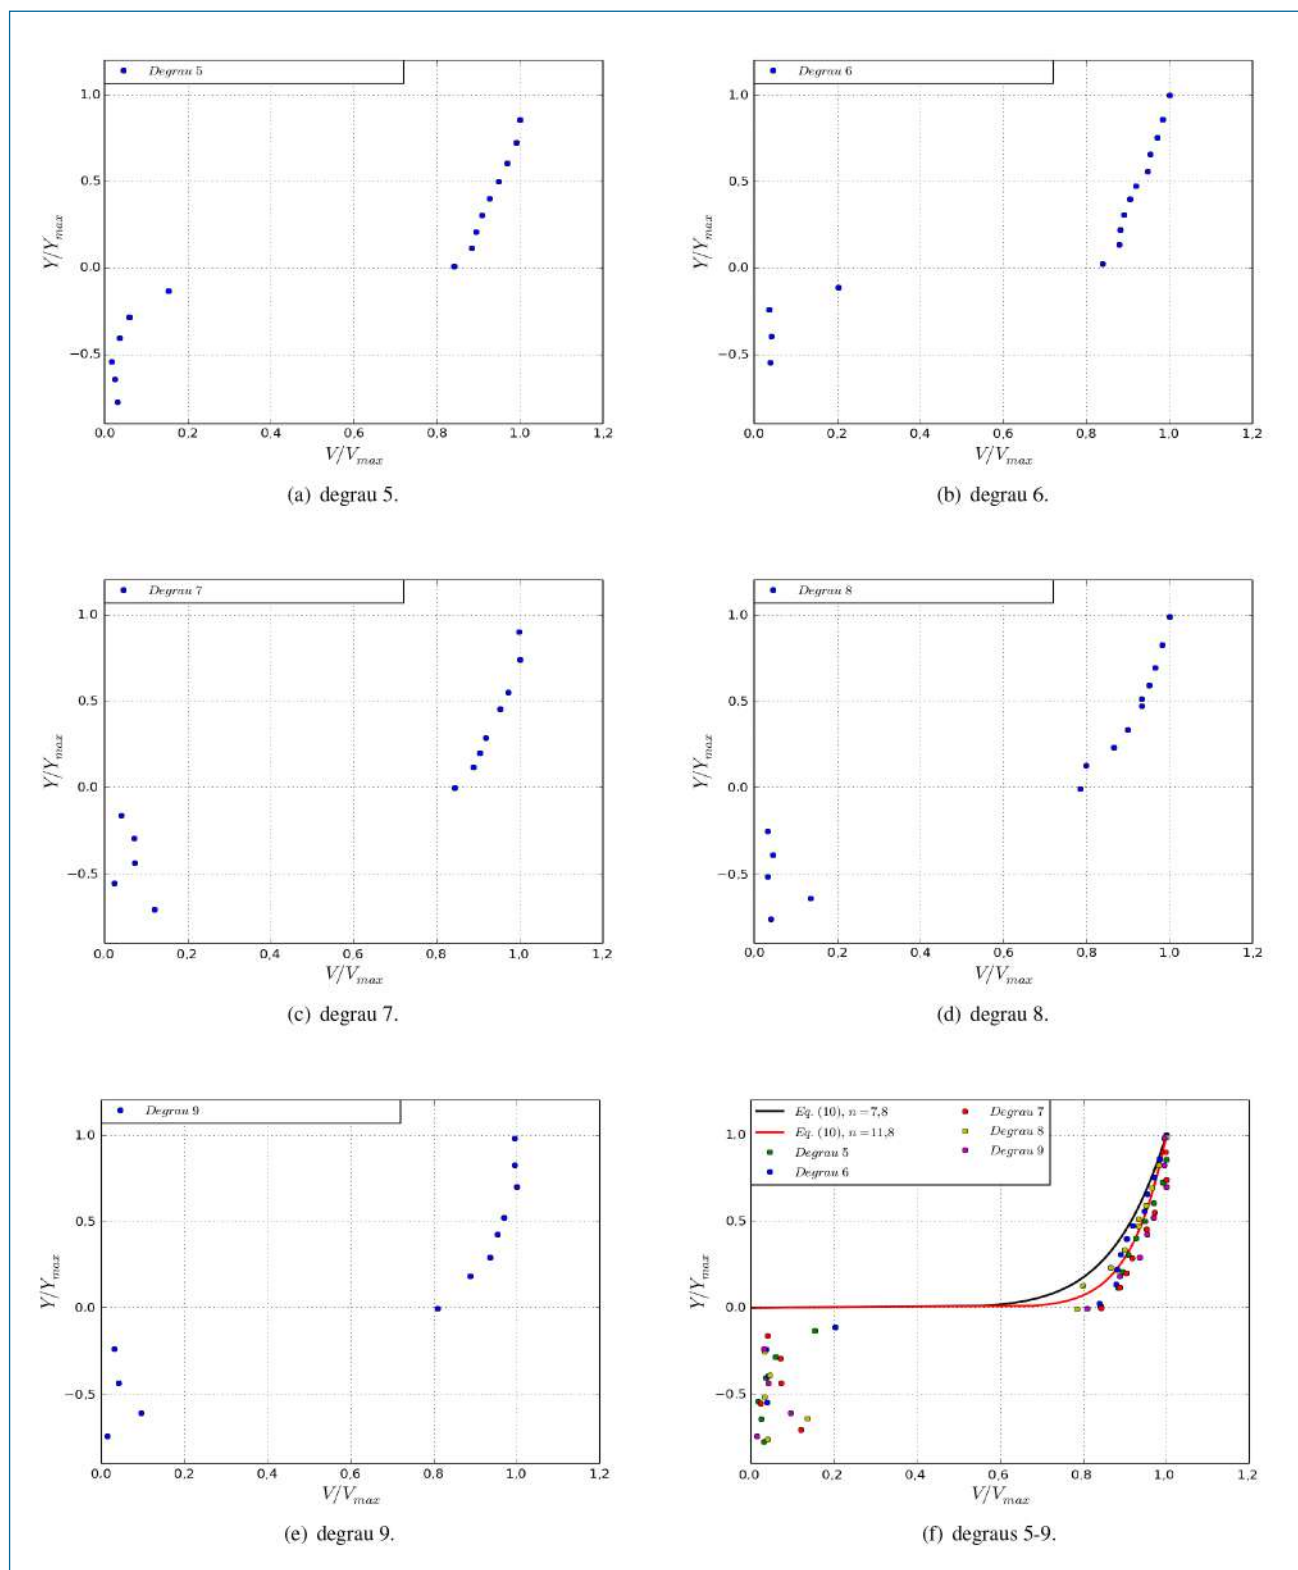 Degrau 5
1.0
0.5
0.0
−0.5
Y/Y_max
0.0 0,2 0,4 0,6 0,8 1,0 1,2
V/V_max
(a) degrau 5.
Degrau 6
1.0
0.5
0.0
−0.5
Y/Y_max
0.0 0,2 0,4 0,6 0,8 1,0 1,2
V/V_max
(b) degrau 6.
Degrau 7
1.0
0.5
0.0
−0.5
Y/Y_max
0.0 0,2 0,4 0,6 0,8 1,0 1,2
V/V_max
(c) degrau 7.
Degrau 8
1.0
0.5
0.0
−0.5
Y/Y_max
0.0 0,2 0,4 0,6 0,8 1,0 1,2
V/V_max
(d) degrau 8.
Degrau 9
1.0
0.5
0.0
−0.5
Y/Y_max
0.0 0,2 0,4 0,6 0,8 1,0 1,2
V/V_max
(e) degrau 9.
Eq. (10), n=7,8
Eq. (10), n=11,8
Degrau 5
Degrau 6
Degrau 7
Degrau 8
Degrau 9
1.0
0.5
0.0
−0.5
Y/Y_max
0.0 0,2 0,4 0,6 0,8 1,0 1,2
V/V_max
(f) degraus 5-9.